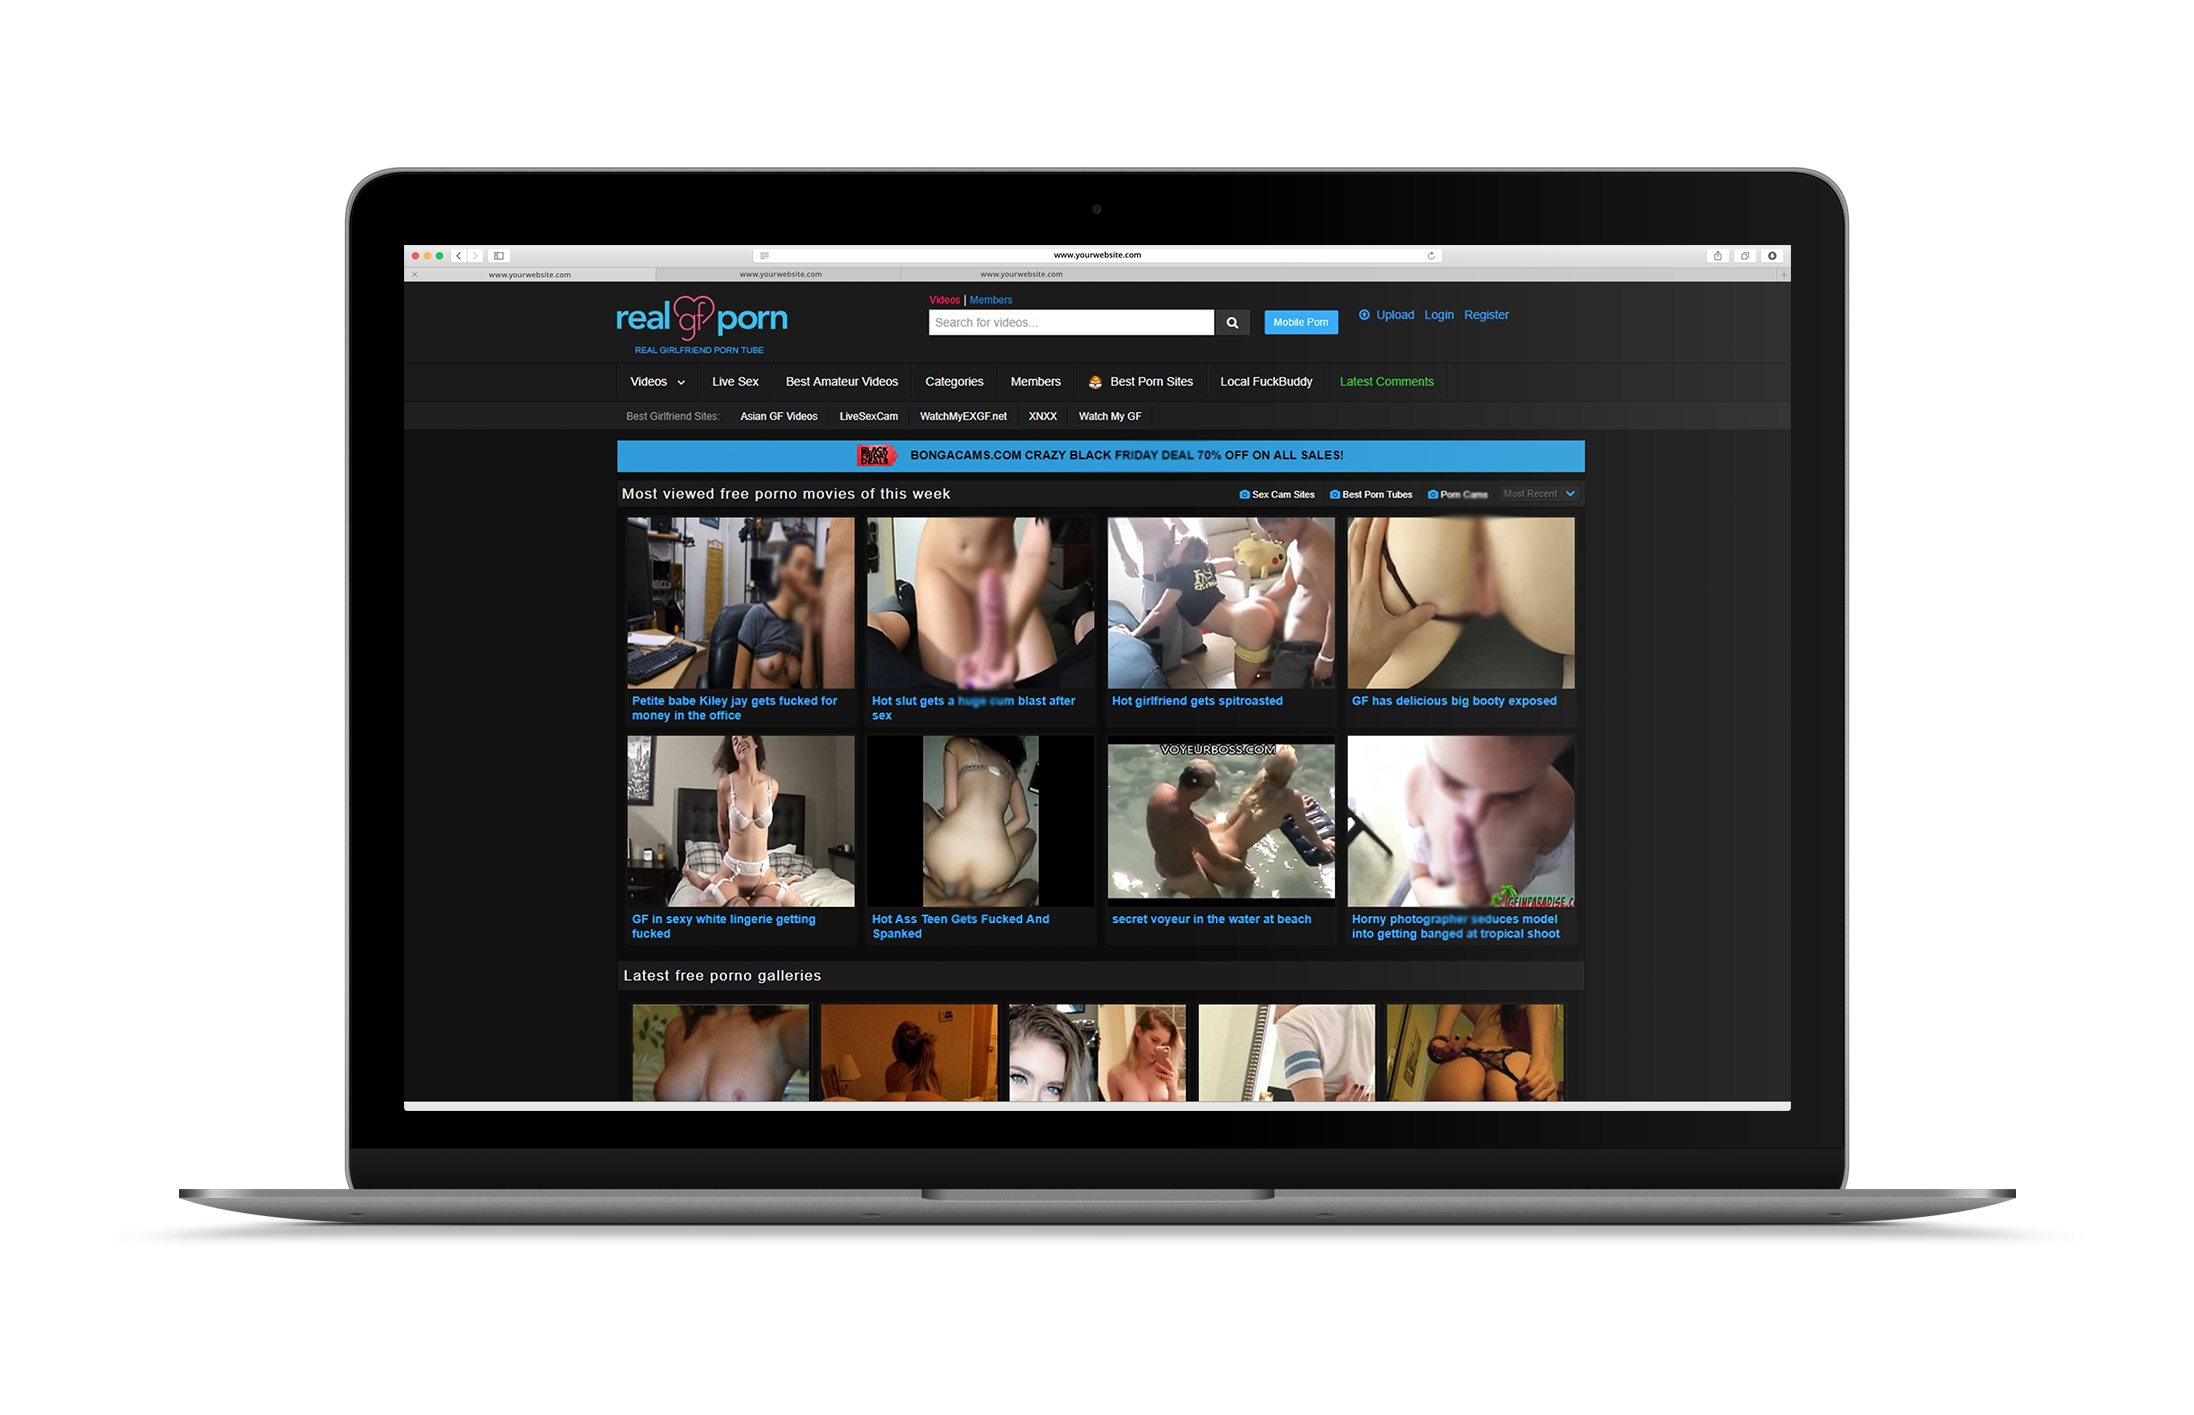 www.yourwebsite.com
www.yourwebsite.com www.yourwebsite.com www.yourwebsite.com
real gf porn
REAL GIRLFRIEND PORN TUBE
Videos | Members
Search for videos...
Mobile Porn
Upload Login Register
Videos Live Sex Best Amateur Videos Categories Members Best Porn Sites Local FuckBuddy Latest Comments
Best Girlfriend Sites: Asian GF Videos LiveSexCam WatchMyEXGF.net XNXX Watch My GF
BLACK FRIDAY DEALS BONGACAMS.COM CRAZY BLACK FRIDAY DEAL 70% OFF ON ALL SALES!
Most viewed free porno movies of this week
Sex Cam Sites Best Porn Tubes Porn Cams Most Recent
Petite babe Kiley jay gets fucked for
money in the office
Hot slut gets a huge cum blast after
sex
Hot girlfriend gets spitroasted
GF has delicious big booty exposed
VOYEURBOSS.COM
GF in sexy white lingerie getting
fucked
Hot Ass Teen Gets Fucked And
Spanked
secret voyeur in the water at beach
Horny photographer seduces model
into getting banged at tropical shoot
Latest free porno galleries